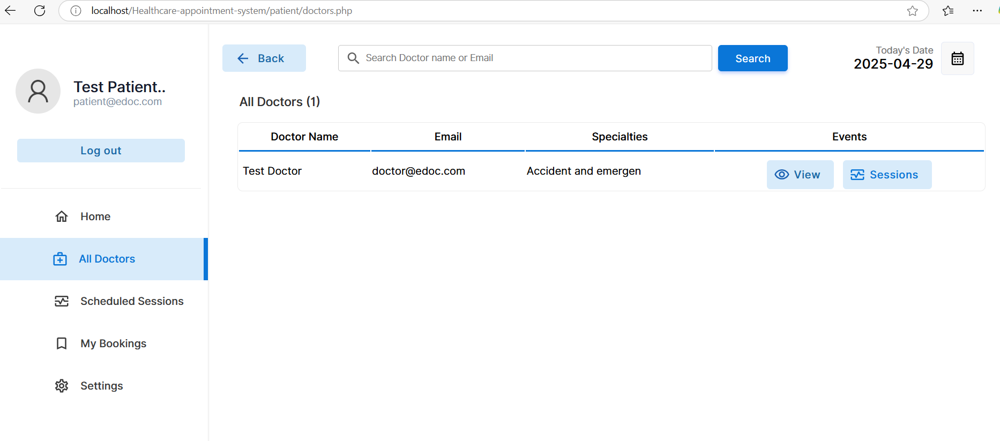 localhost/Healthcare-appointment-system/patient/doctors.php
Test Patient..
patient@edoc.com
Log out
Home
All Doctors
Scheduled Sessions
My Bookings
Settings
Back
Search Doctor name or Email
Search
Today's Date
2025-04-29
All Doctors (1)
Doctor Name Email Specialties Events
Test Doctor doctor@edoc.com Accident and emergen View Sessions